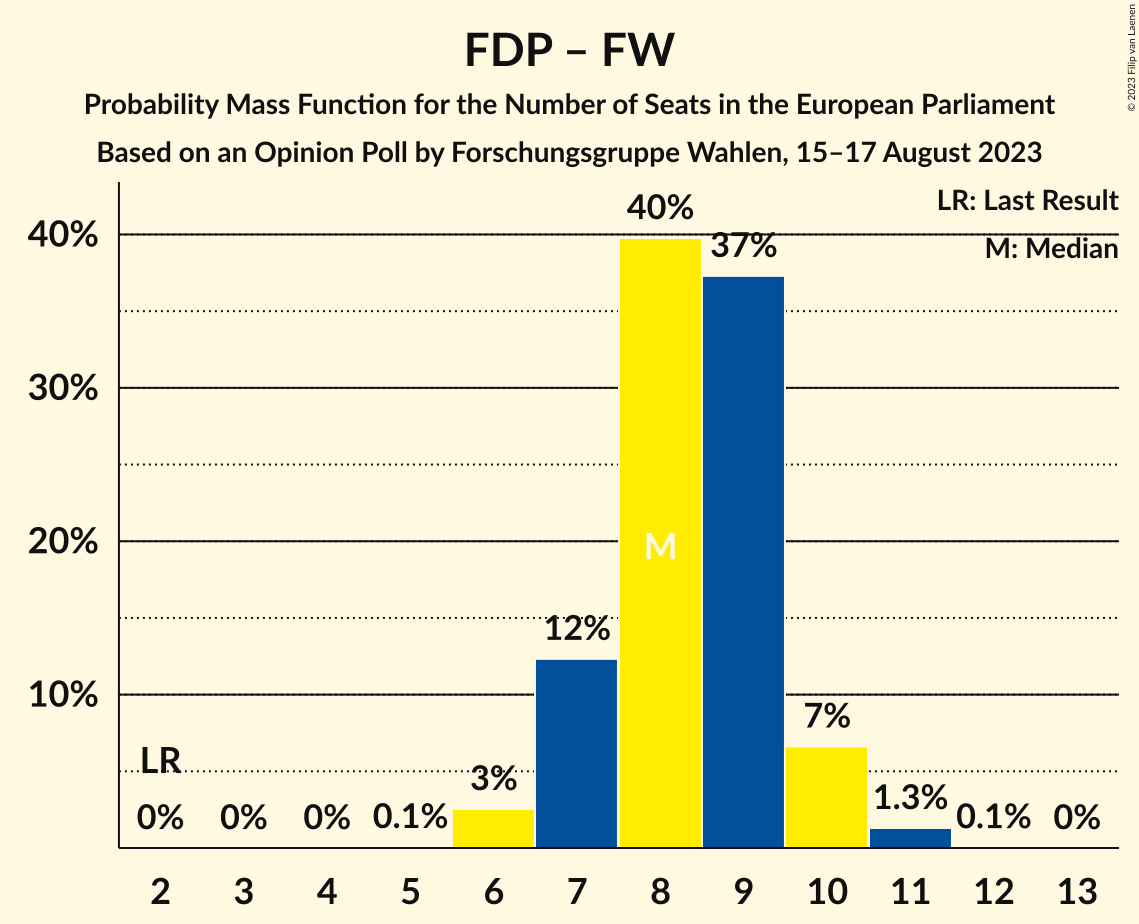 FDP – FW
Probability Mass Function for the Number of Seats in the European Parliament
Based on an Opinion Poll by Forschungsgruppe Wahlen, 15–17 August 2023
© 2023 Filip van Laenen
LR: Last Result
M: Median
40%
30%
20%
10%
LR
0%
0%
0%
0.1%
3%
12%
40%
M
37%
7%
1.3%
0.1%
0%
2 3 4 5 6 7 8 9 10 11 12 13